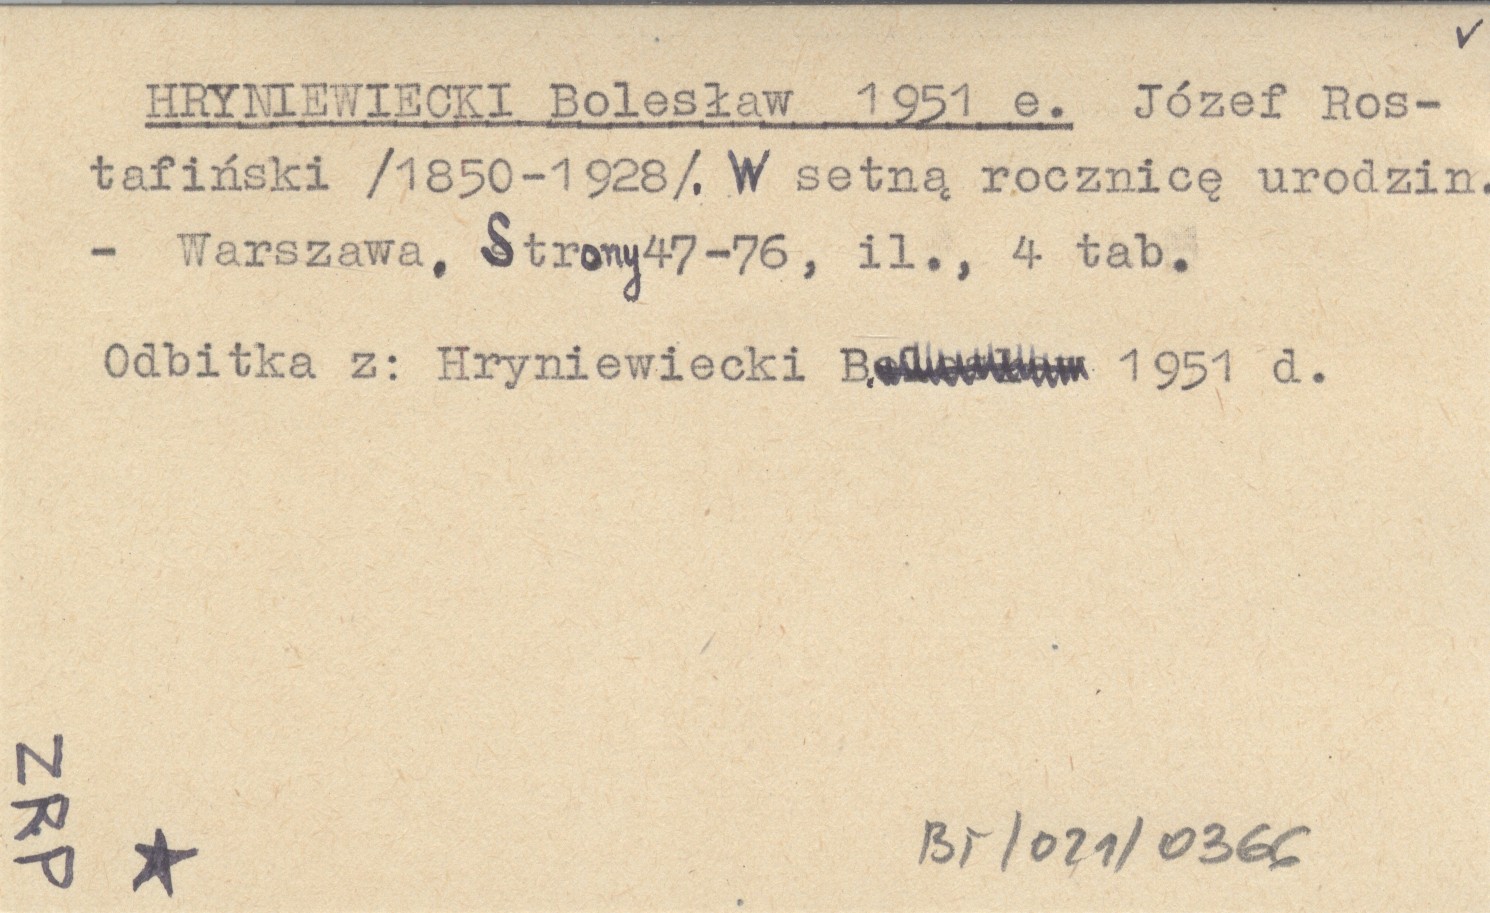 HRYNIEWIECKI Bolesław 1951 e. Józef Ros-
tafiński /1850-1928/. W setną rocznicę urodzin.
- Warszawa. Strony 47-76, il., 4 tab.
Odbitka z: Hryniewiecki B. 1951 d.
ZRP
Br/021/0366